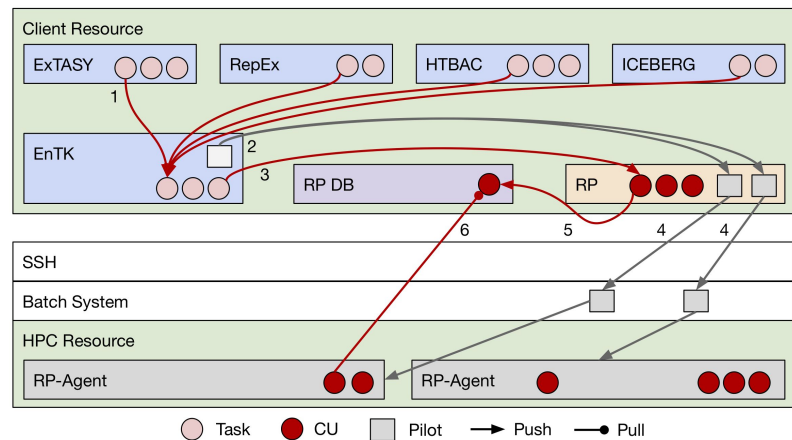 Client Resource
ExTASY
RepEx
HTBAC
ICEBERG
1
EnTK
2
3
RP DB
RP
6
5
4
4
SSH
Batch System
HPC Resource
RP-Agent
RP-Agent
Task
CU
Pilot
Push
Pull